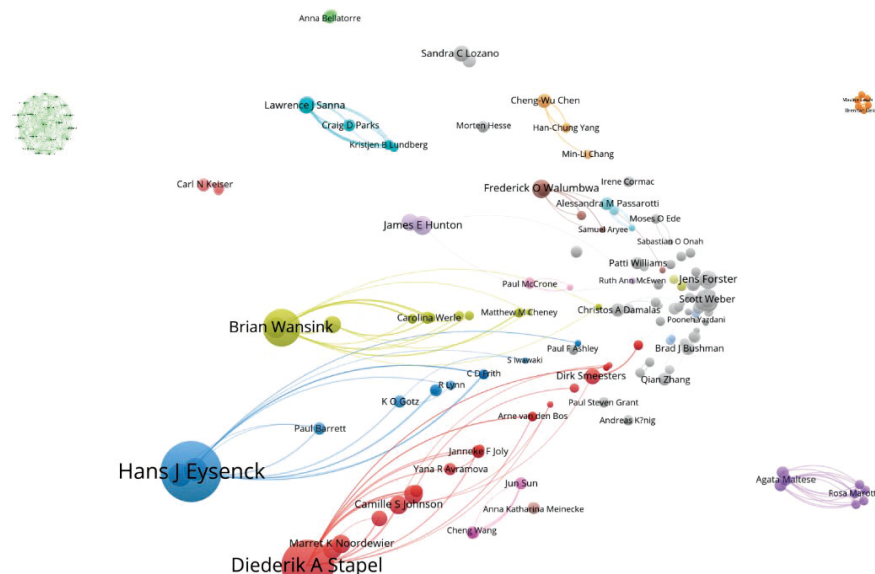 Anna Bellatorre
Sandra C Lozano
Lawrence J Sanna
Craig D Parks
Kristjen B Lundberg
Cheng-Wu Chen
Morten Hesse
Han-Chung Yang
Min-Li Chang
Carl N Keiser
Irene Cormac
Frederick O Walumbwa
Alessandra M Passarotti
Moses O Ede
James E Hunton
Samuel Aryee
Sabastian O Onah
Patti Williams
Paul McCrone
Ruth Ann McEwen
Jens Forster
Scott Weber
Brian Wansink
Carolina Werle
Matthew M Cheney
Christos A Damalas
Pooneh Yazdani
Paul F Ashley
Brad J Bushman
S Iwawaki
C D Frith
Dirk Smeesters
Qian Zhang
R Lynn
K O Gotz
Paul Steven Grant
Arne van den Bos
Andreas K?nig
Paul Barrett
Hans J Eysenck
Janneke F Joly
Yana R Avramova
Jun Sun
Agata Maltese
Rosa Marott
Camille S Johnson
Anna Katharina Meinecke
Cheng Wang
Marret K Noordewier
Diederik A Stapel